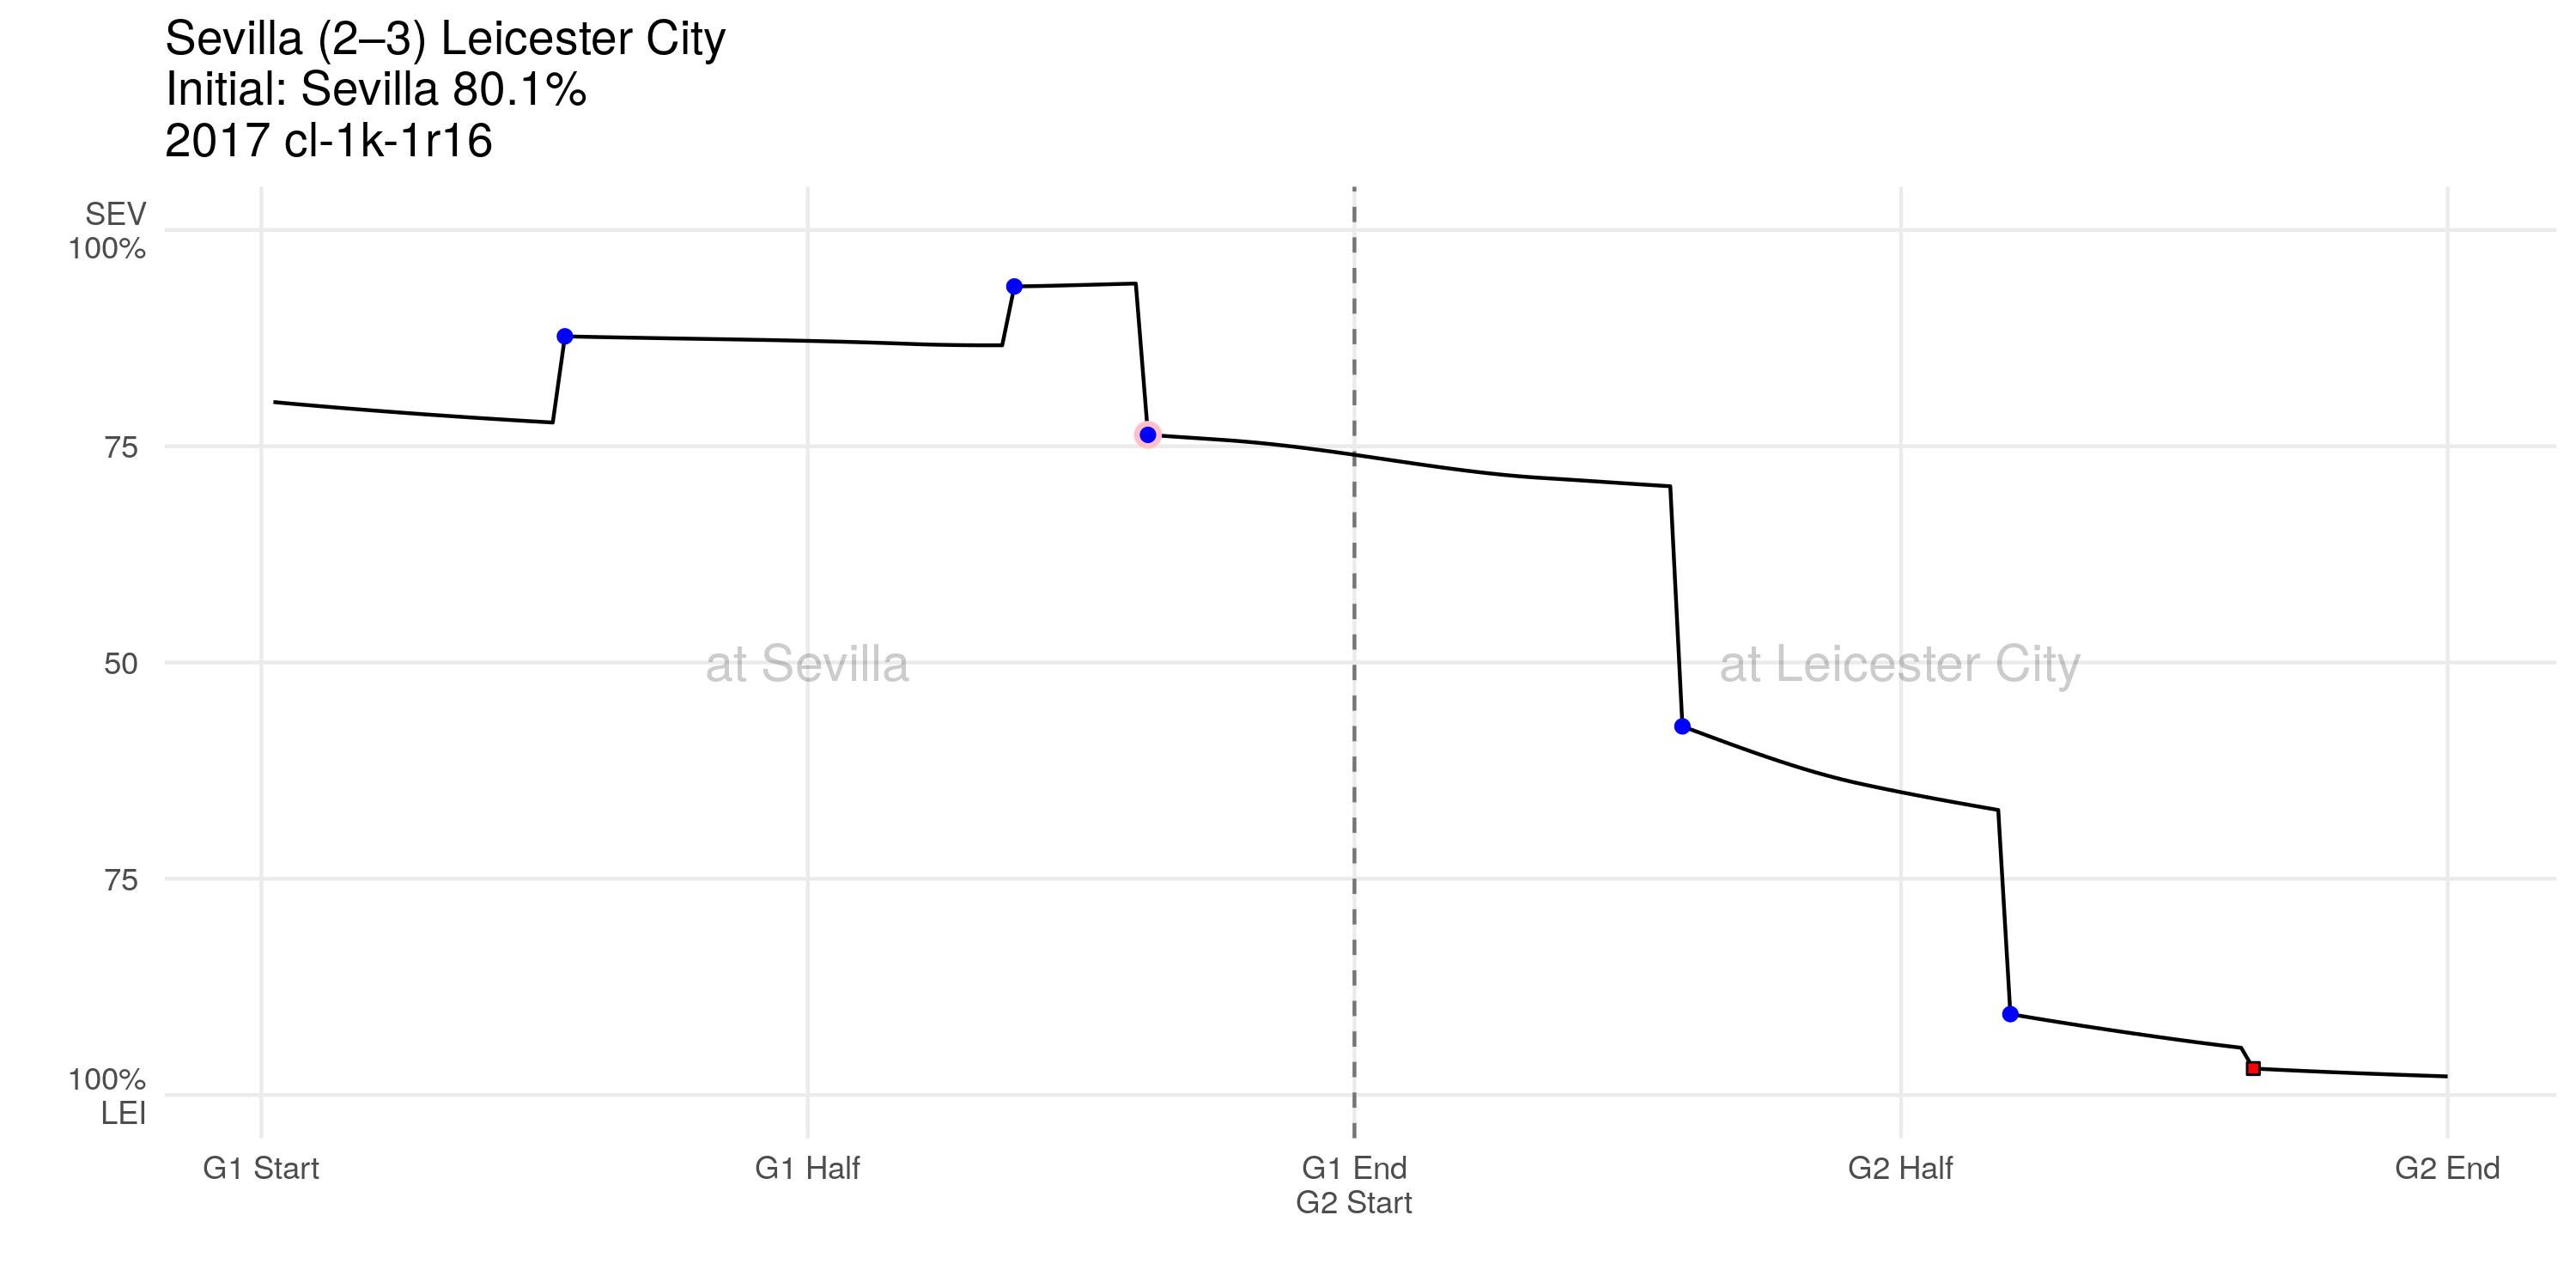 Sevilla (2–3) Leicester City
Initial: Sevilla 80.1%
2017 cl-1k-1r16
SEV
100%
75
50
75
100%
LEI
at Sevilla
at Leicester City
G1 Start
G1 Half
G1 End
G2 Start
G2 Half
G2 End